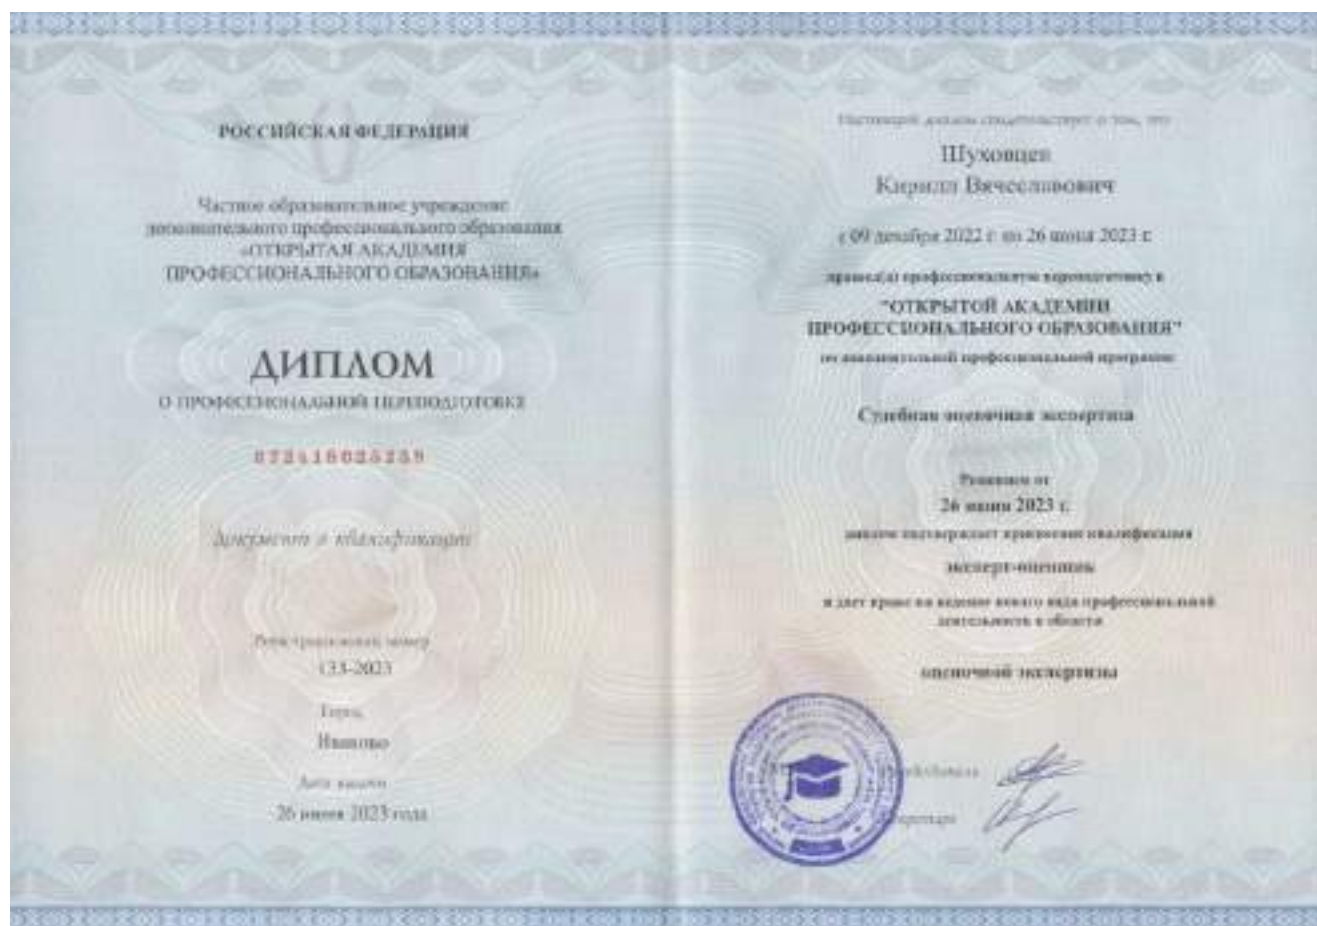 РОССИЙСКАЯ ФЕДЕРАЦИЯ
Частное образовательное учреждение
дополнительного профессионального образования
«ОТКРЫТАЯ АКАДЕМИЯ
ПРОФЕССИОНАЛЬНОГО ОБРАЗОВАНИЯ»
ДИПЛОМ
О ПРОФЕССИОНАЛЬНОЙ ПЕРЕПОДГОТОВКЕ
Документ о квалификации
Регистрационный номер
133-2023
Город
Иваново
Дата выдачи
26 июня 2023 года
Настоящий диплом свидетельствует о том, что
Шуховцев
Кирилл Вячеславович
с 09 декабря 2022 г. по 26 июня 2023 г.
прошел(а) профессиональную переподготовку в
"ОТКРЫТОЙ АКАДЕМИИ
ПРОФЕССИОНАЛЬНОГО ОБРАЗОВАНИЯ"
по дополнительной профессиональной программе
Судебная оценочная экспертиза
Решением от
26 июня 2023 г.
диплом подтверждает присвоение квалификации
эксперт-оценщик
и дает право на ведение нового вида профессиональной
деятельности в области
оценочной экспертизы